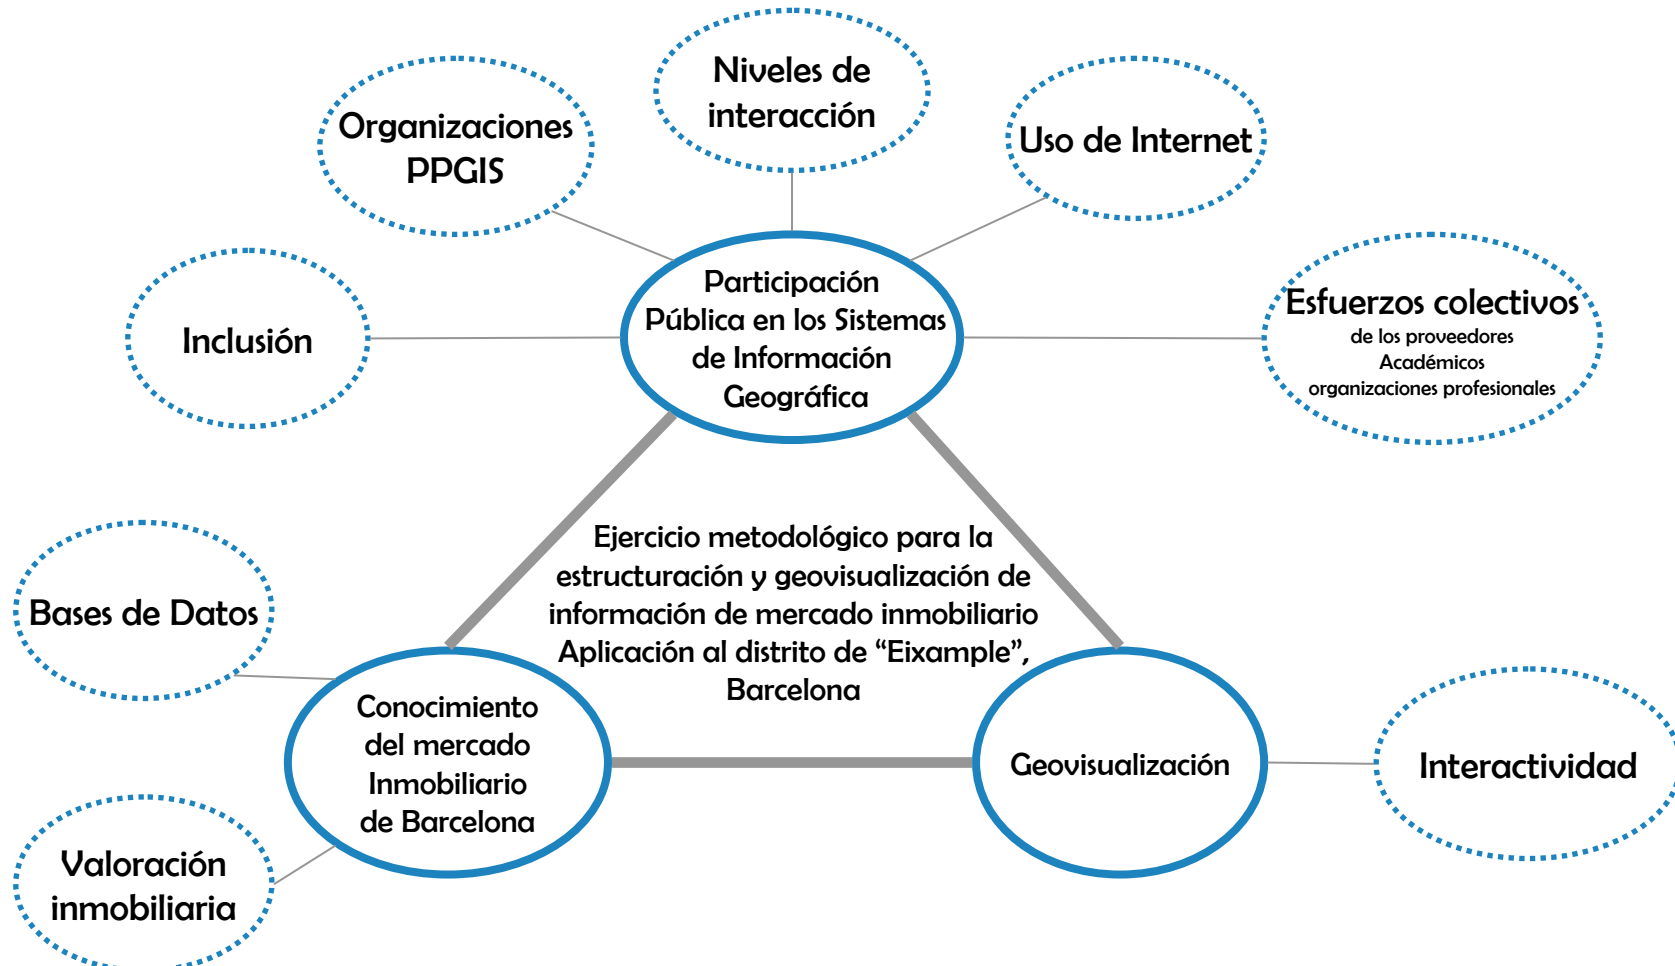 Niveles de
interacción
Organizaciones
PPGIS
Uso de Internet
Inclusión
Participación
Pública en los Sistemas
de Información
Geográfica
Esfuerzos colectivos
de los proveedores
Académicos
organizaciones profesionales
Ejercicio metodológico para la
estructuración y geovisualización de
información de mercado inmobiliario
Aplicación al distrito de “Eixample”,
Barcelona
Bases de Datos
Conocimiento
del mercado
Inmobiliario
de Barcelona
Geovisualización
Interactividad
Valoración
inmobiliaria